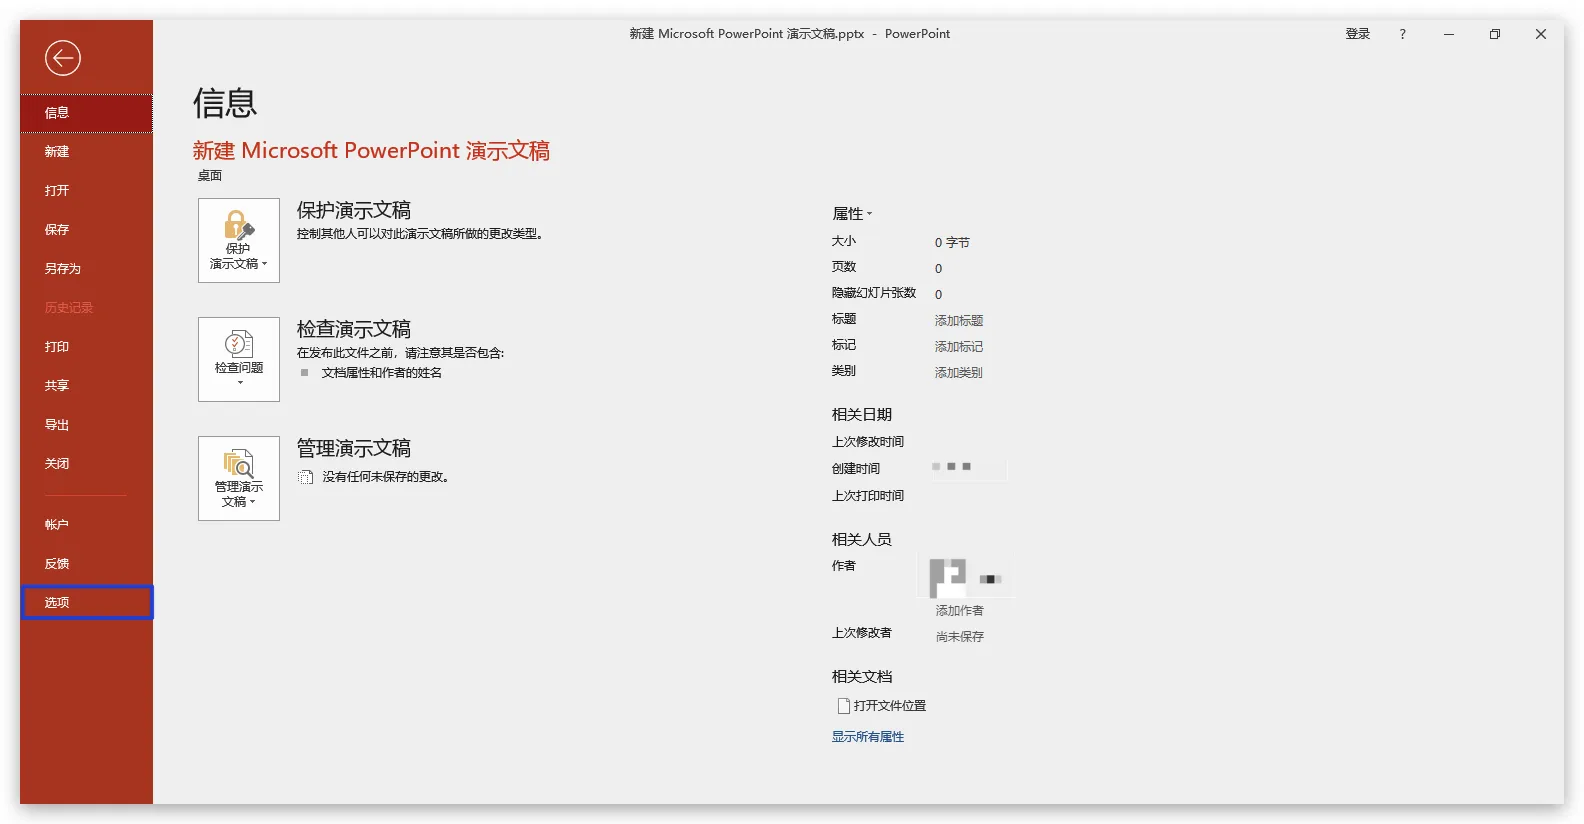 新建 Microsoft PowerPoint 演示文稿.pptx - PowerPoint
登录
?
信息
新建
打开
保存
另存为
历史记录
打印
共享
导出
关闭
帐户
反馈
选项
信息
新建 Microsoft PowerPoint 演示文稿
桌面
保护
演示文稿
保护演示文稿
控制其他人可以对此演示文稿所做的更改类型。
检查问题
检查演示文稿
在发布此文件之前，请注意其是否包含:
文档属性和作者的姓名
管理演示
文稿
管理演示文稿
没有任何未保存的更改。
属性
大小 0 字节
页数 0
隐藏幻灯片张数 0
标题 添加标题
标记 添加标记
类别 添加类别
相关日期
上次修改时间
创建时间
上次打印时间
相关人员
作者
添加作者
上次修改者 尚未保存
相关文档
打开文件位置
显示所有属性